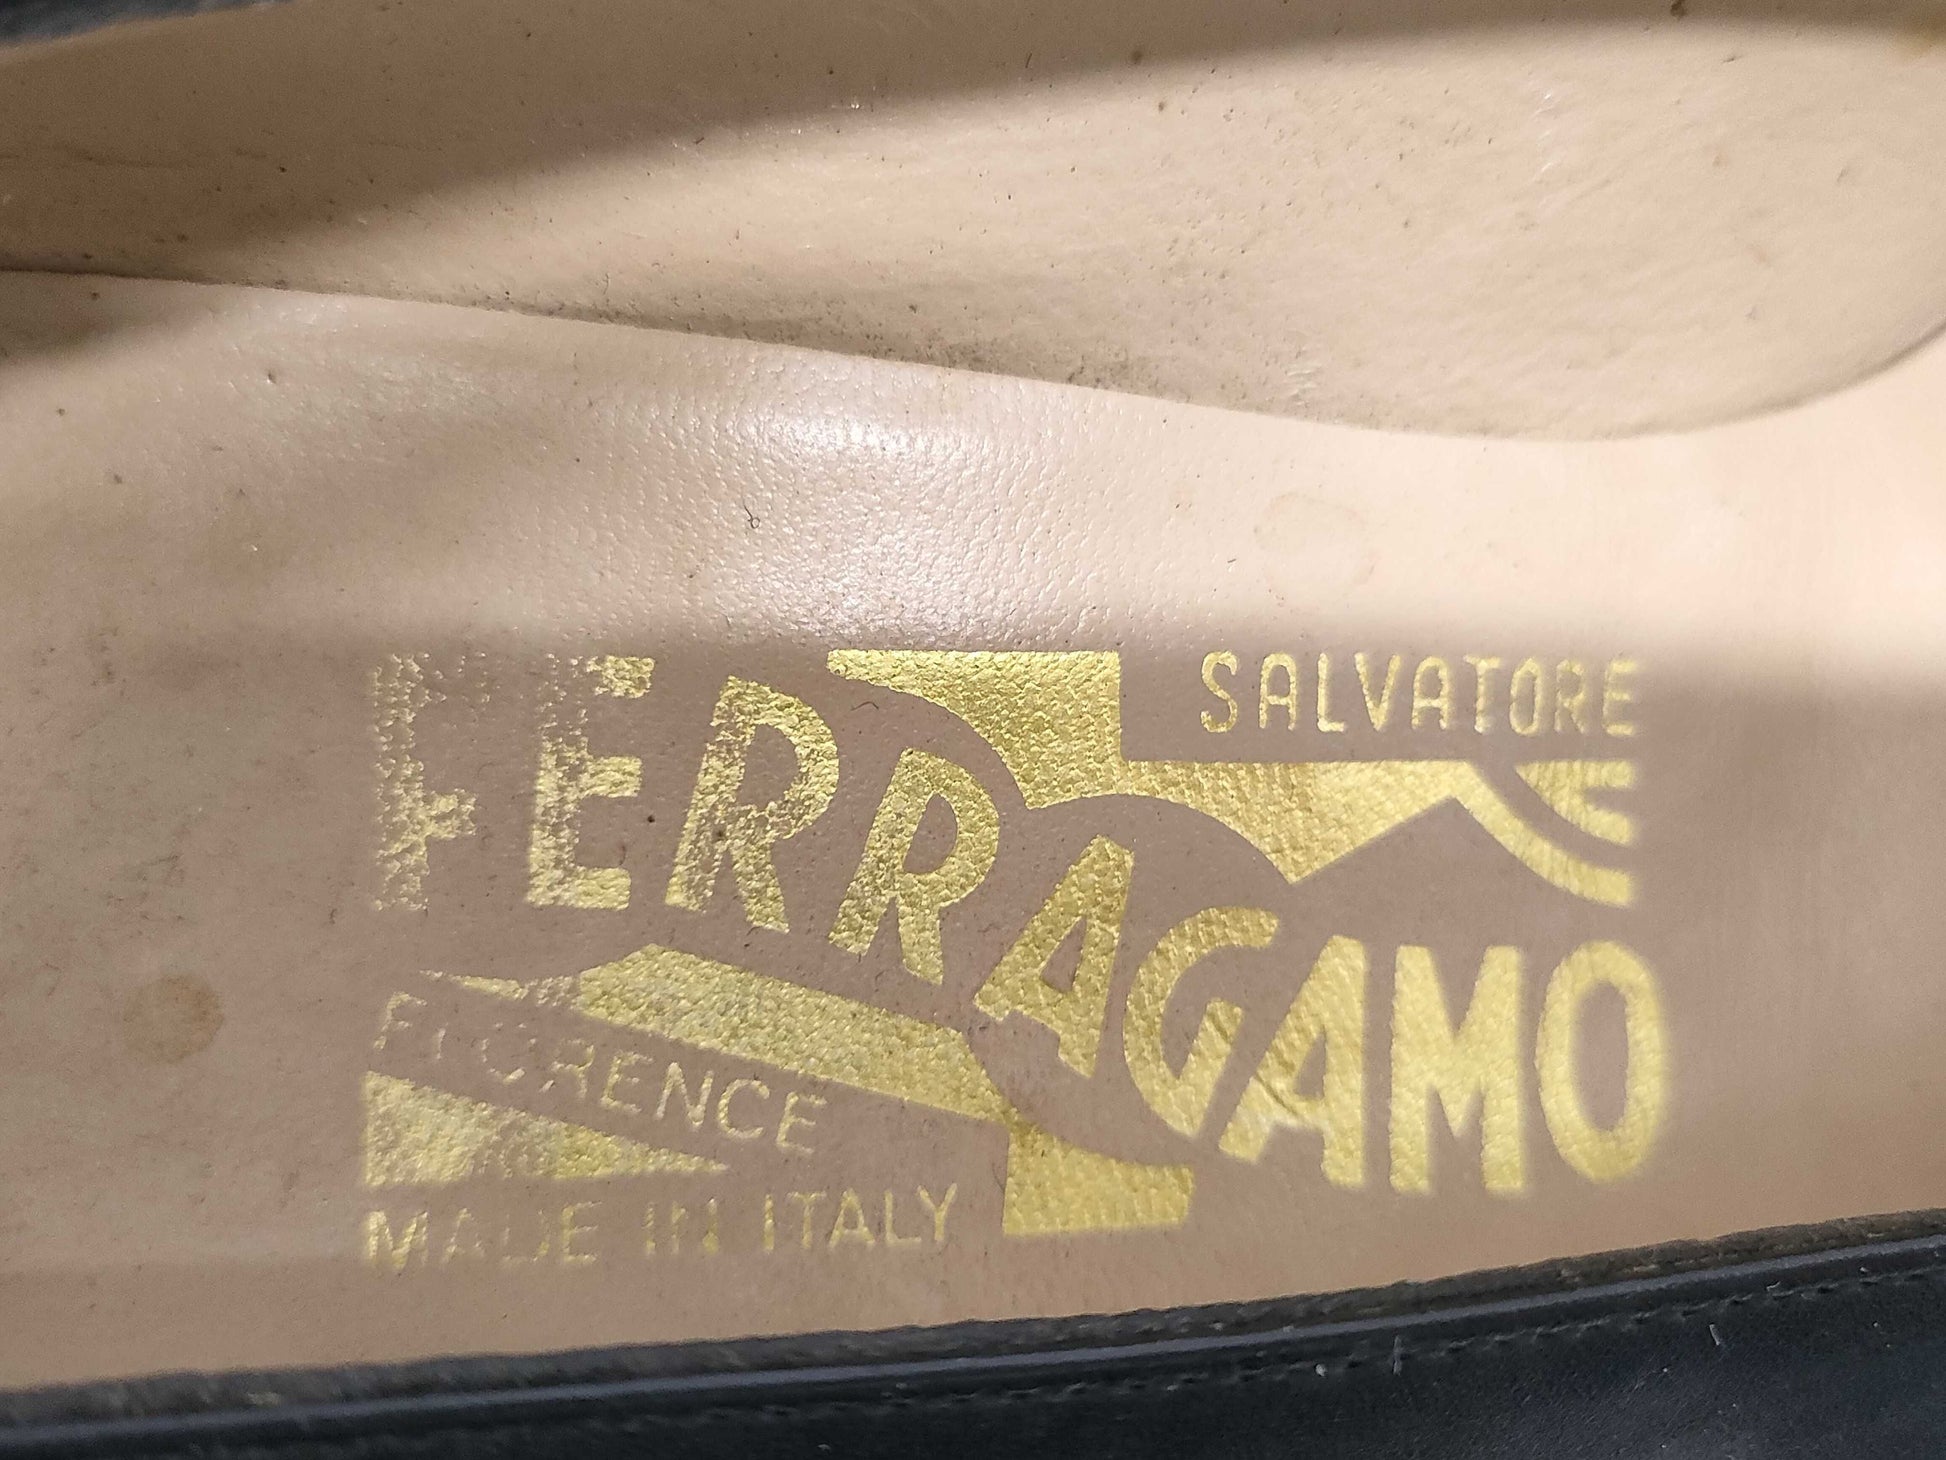 SALVATORE
FERRAGAMO
FLORENCE
MADE IN ITALY